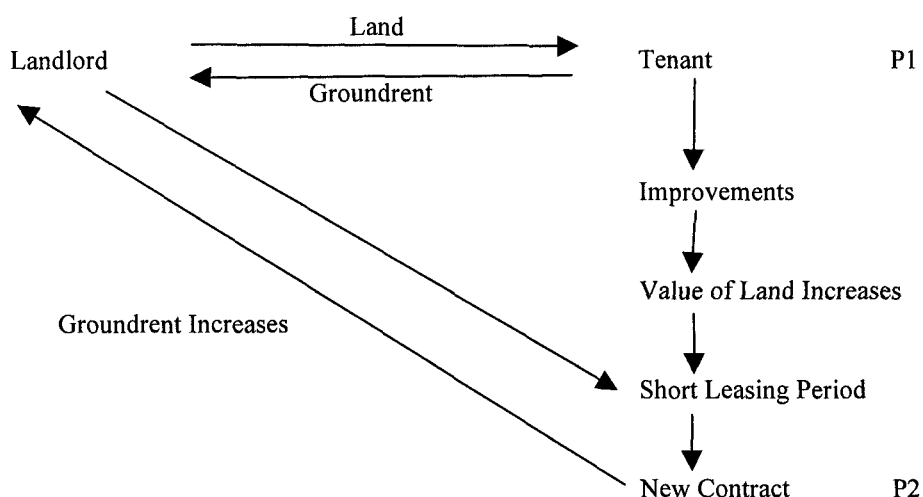 Land
Landlord Tenant P1
Groundrent
Improvements
Value of Land Increases
Groundrent Increases
Short Leasing Period
New Contract P2